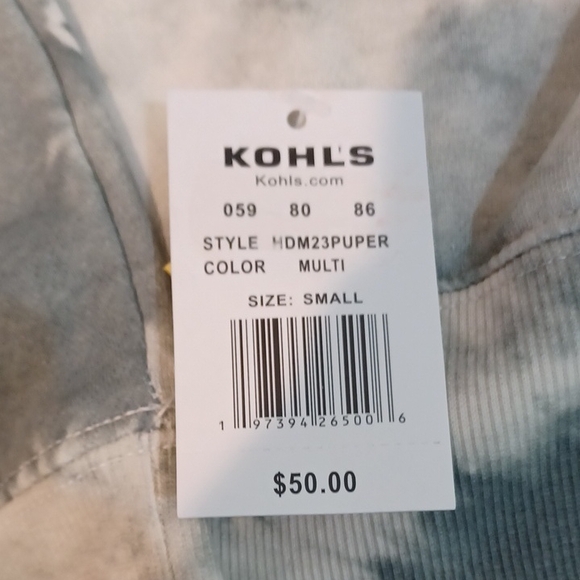 KOHL'S
Kohls.com
059 80 86
STYLE HDM23PUPER
COLOR MULTI
SIZE: SMALL
1 97394 26500 6
$50.00